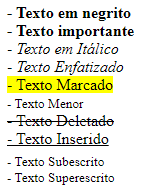 - Texto em negrito
- Texto importante
- Texto em Itálico
- Texto Enfatizado
- Texto Marcado
- Texto Menor
- Texto Deletado
- Texto Inserido
- Texto Subescrito
- Texto Superescrito